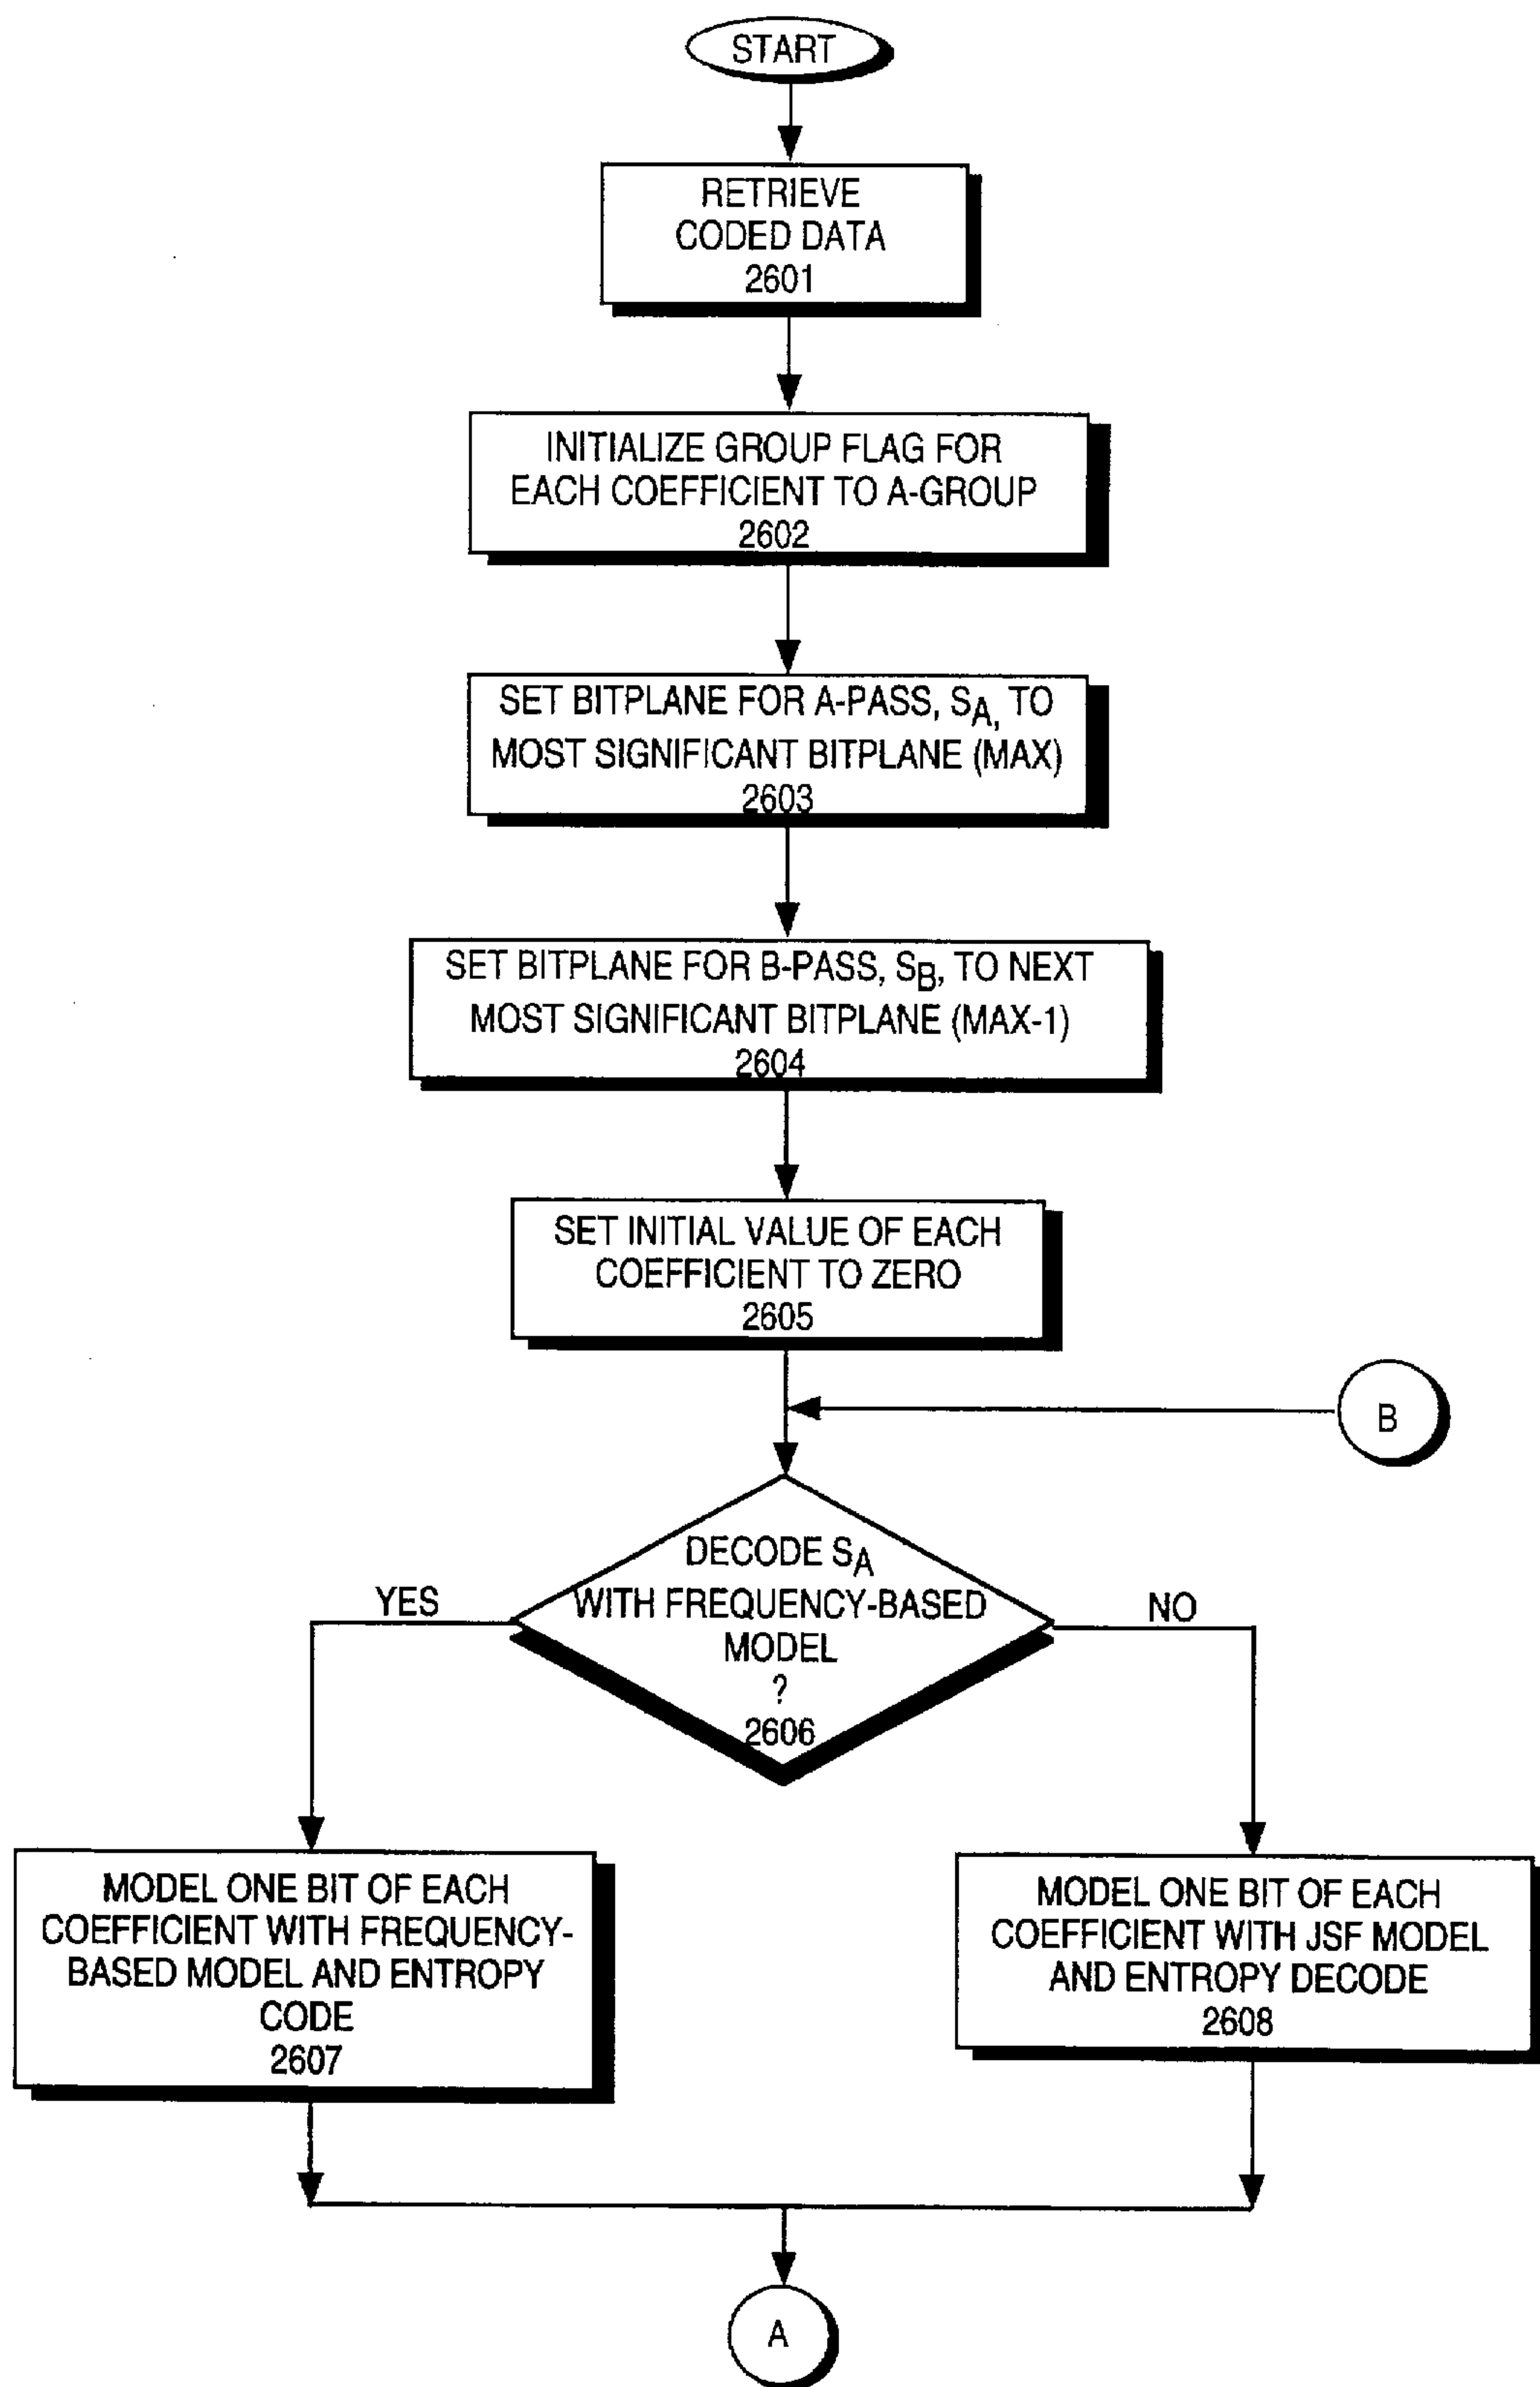 START
RETRIEVE
CODED DATA
2601
INITIALIZE GROUP FLAG FOR
EACH COEFFICIENT TO A-GROUP
2602
SET BITPLANE FOR A-PASS, SA, TO
MOST SIGNIFICANT BITPLANE (MAX)
2603
SET BITPLANE FOR B-PASS, SB, TO NEXT
MOST SIGNIFICANT BITPLANE (MAX-1)
2604
SET INITIAL VALUE OF EACH
COEFFICIENT TO ZERO
2605
B
DECODE SA
WITH FREQUENCY-BASED
MODEL
?
2606
YES
NO
MODEL ONE BIT OF EACH
COEFFICIENT WITH FREQUENCY-
BASED MODEL AND ENTROPY
CODE
2607
MODEL ONE BIT OF EACH
COEFFICIENT WITH JSF MODEL
AND ENTROPY DECODE
2608
A